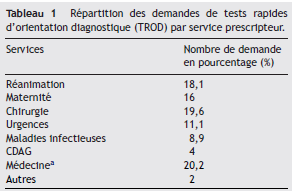 Tableau 1 Répartition des demandes de tests rapides
d'orientation diagnostique (TROD) par service prescripteur.
Services Nombre de demande
en pourcentage (%)
Réanimation 18,1
Maternité 16
Chirurgie 19,6
Urgences 11,1
Maladies infectieuses 8,9
CDAG 4
Médecineᵃ 20,2
Autres 2